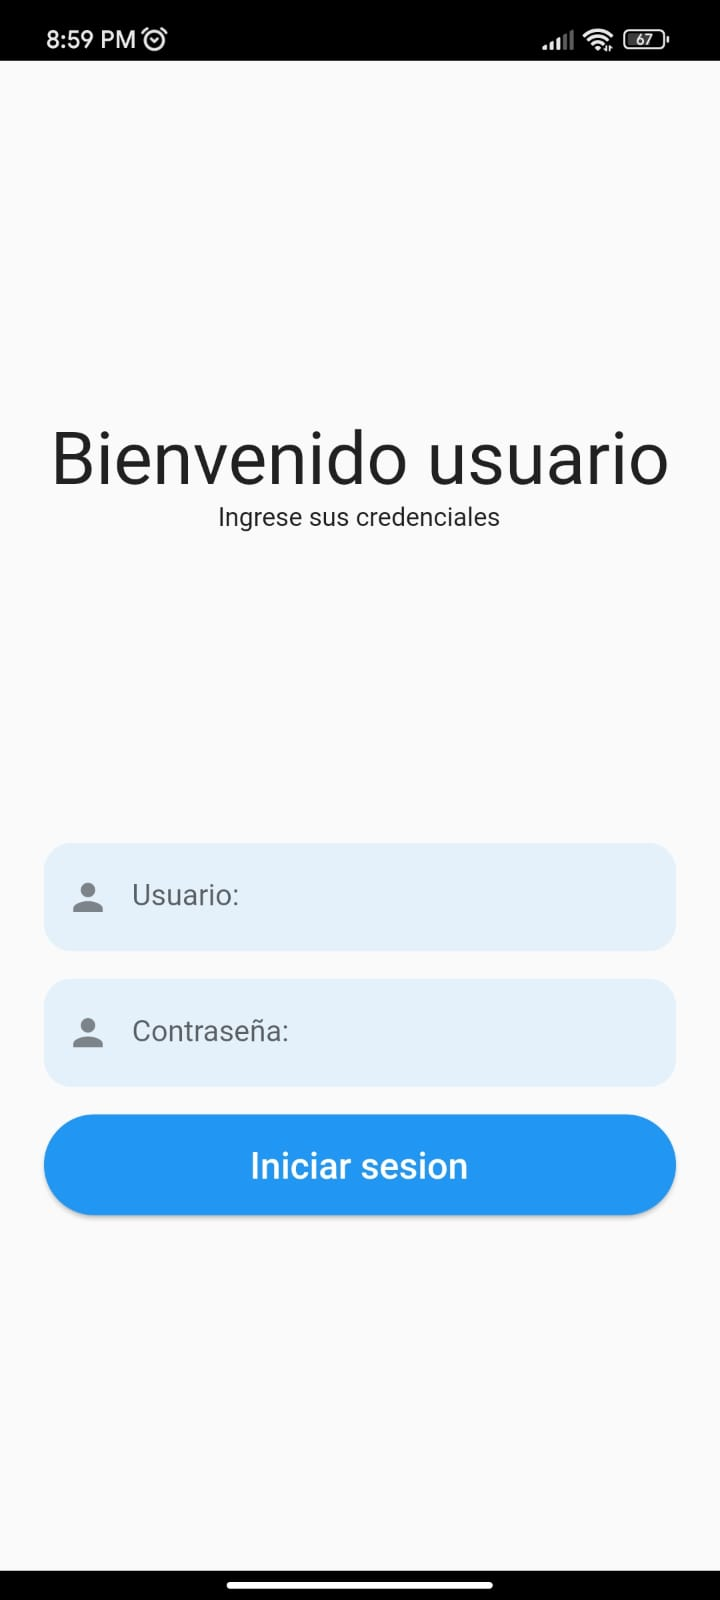 8:59 PM
67
Bienvenido usuario
Ingrese sus credenciales
Usuario:
Contraseña:
Iniciar sesion